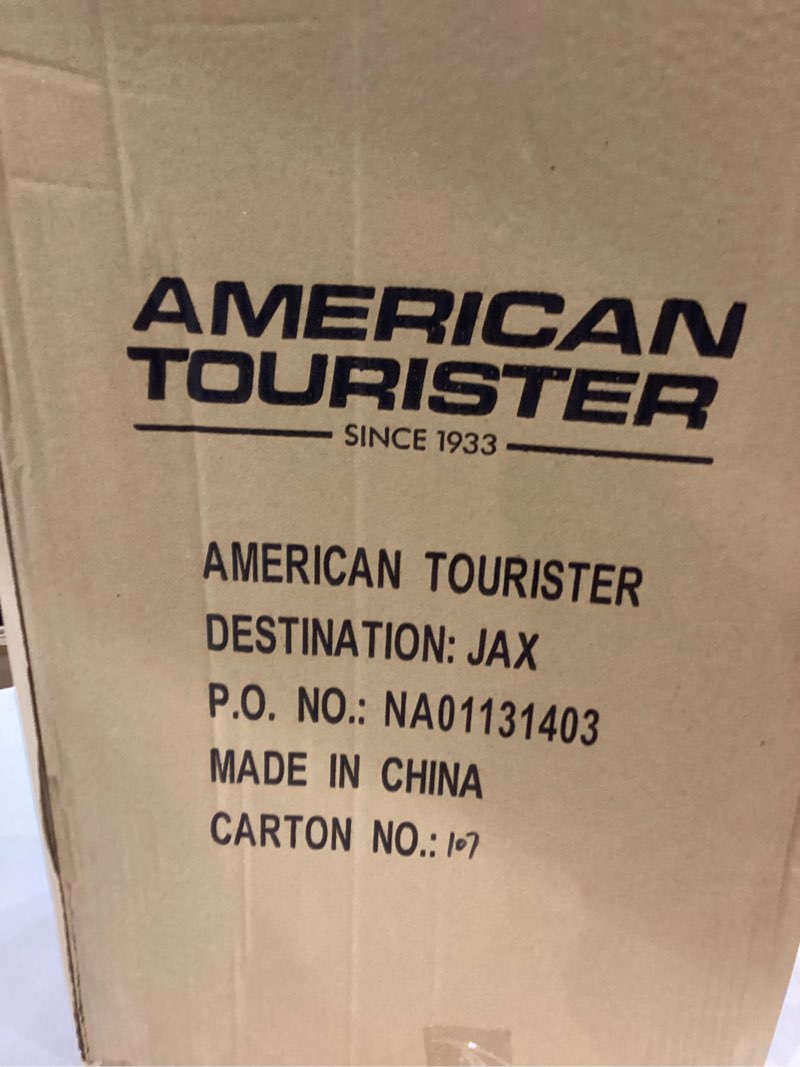 AMERICAN
TOURISTER
SINCE 1933
AMERICAN TOURISTER
DESTINATION: JAX
P.O. NO.: NA01131403
MADE IN CHINA
CARTON NO.: 107